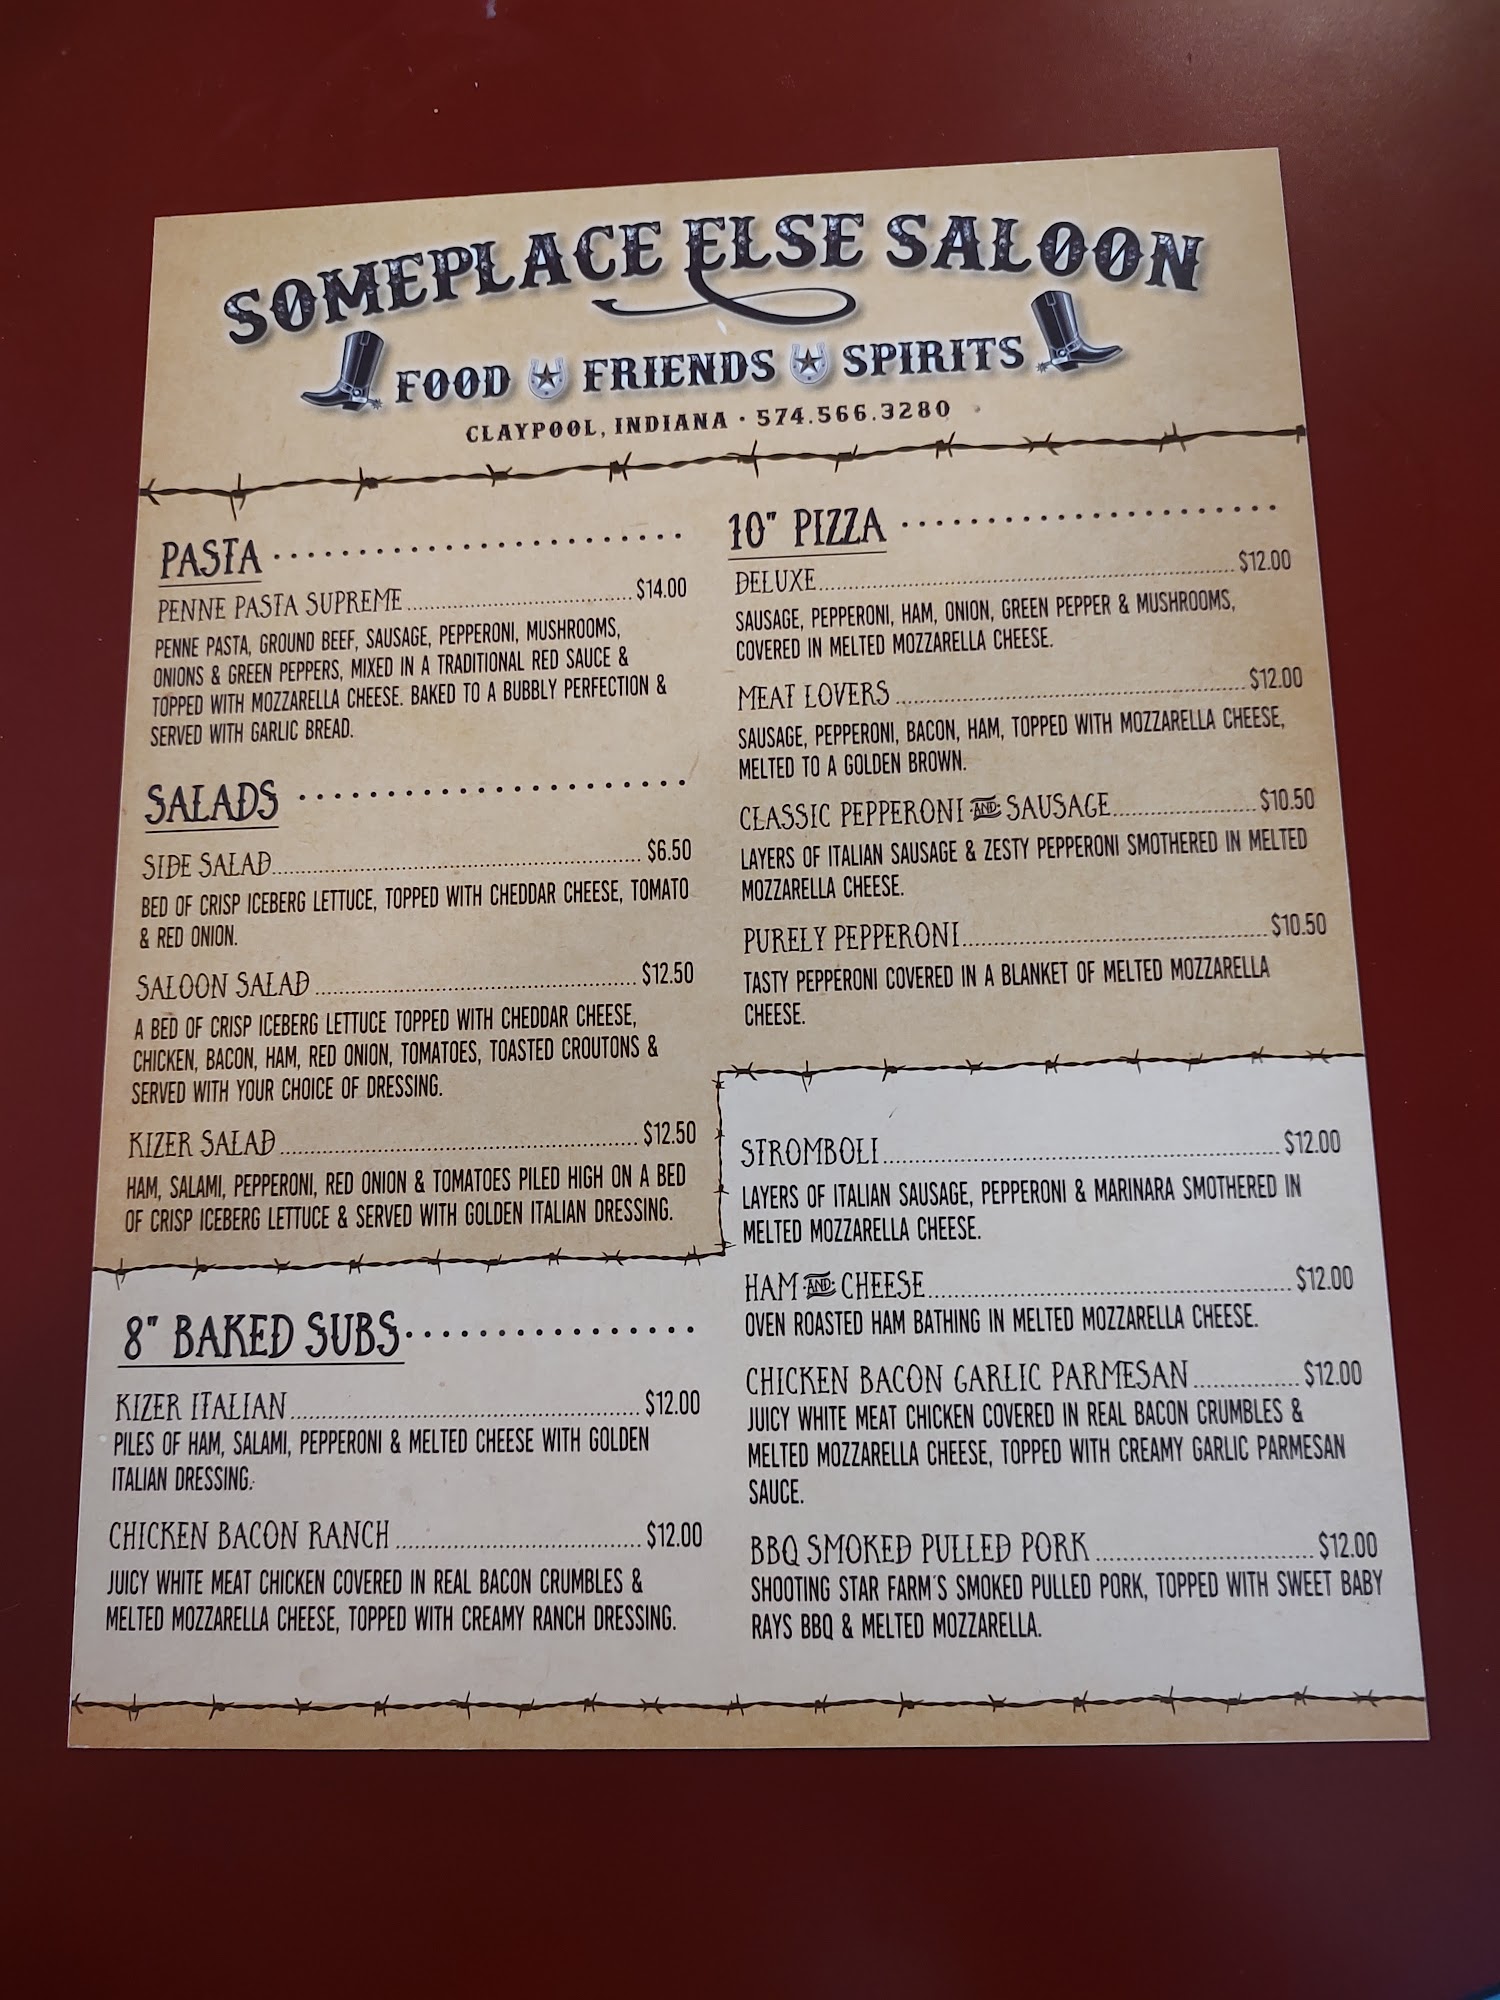 SOMEPLACE ELSE SALOON
FOOD FRIENDS SPIRITS
CLAYPOOL, INDIANA • 574.566.3280
PASTA
PENNE PASTA SUPREME $14.00
PENNE PASTA, GROUND BEEF, SAUSAGE, PEPPERONI, MUSHROOMS,
ONIONS & GREEN PEPPERS, MIXED IN A TRADITIONAL RED SAUCE &
TOPPED WITH MOZZARELLA CHEESE. BAKED TO A BUBBLY PERFECTION &
SERVED WITH GARLIC BREAD.
SALADS
SIDE SALAD $6.50
BED OF CRISP ICEBERG LETTUCE, TOPPED WITH CHEDDAR CHEESE, TOMATO
& RED ONION.
SALOON SALAD $12.50
A BED OF CRISP ICEBERG LETTUCE TOPPED WITH CHEDDAR CHEESE,
CHICKEN, BACON, HAM, RED ONION, TOMATOES, TOASTED CROUTONS &
SERVED WITH YOUR CHOICE OF DRESSING.
KIZER SALAD $12.50
HAM, SALAMI, PEPPERONI, RED ONION & TOMATOES PILED HIGH ON A BED
OF CRISP ICEBERG LETTUCE & SERVED WITH GOLDEN ITALIAN DRESSING.
8" BAKED SUBS
KIZER ITALIAN $12.00
PILES OF HAM, SALAMI, PEPPERONI & MELTED CHEESE WITH GOLDEN
ITALIAN DRESSING.
CHICKEN BACON RANCH $12.00
JUICY WHITE MEAT CHICKEN COVERED IN REAL BACON CRUMBLES &
MELTED MOZZARELLA CHEESE, TOPPED WITH CREAMY RANCH DRESSING.
10" PIZZA
DELUXE $12.00
SAUSAGE, PEPPERONI, HAM, ONION, GREEN PEPPER & MUSHROOMS,
COVERED IN MELTED MOZZARELLA CHEESE.
MEAT LOVERS $12.00
SAUSAGE, PEPPERONI, BACON, HAM, TOPPED WITH MOZZARELLA CHEESE,
MELTED TO A GOLDEN BROWN.
CLASSIC PEPPERONI AND SAUSAGE $10.50
LAYERS OF ITALIAN SAUSAGE & ZESTY PEPPERONI SMOTHERED IN MELTED
MOZZARELLA CHEESE.
PURELY PEPPERONI $10.50
TASTY PEPPERONI COVERED IN A BLANKET OF MELTED MOZZARELLA
CHEESE.
STROMBOLI $12.00
LAYERS OF ITALIAN SAUSAGE, PEPPERONI & MARINARA SMOTHERED IN
MELTED MOZZARELLA CHEESE.
HAM AND CHEESE $12.00
OVEN ROASTED HAM BATHING IN MELTED MOZZARELLA CHEESE.
CHICKEN BACON GARLIC PARMESAN $12.00
JUICY WHITE MEAT CHICKEN COVERED IN REAL BACON CRUMBLES &
MELTED MOZZARELLA CHEESE, TOPPED WITH CREAMY GARLIC PARMESAN
SAUCE.
BBQ SMOKED PULLED PORK $12.00
SHOOTING STAR FARM'S SMOKED PULLED PORK, TOPPED WITH SWEET BABY
RAYS BBQ & MELTED MOZZARELLA.